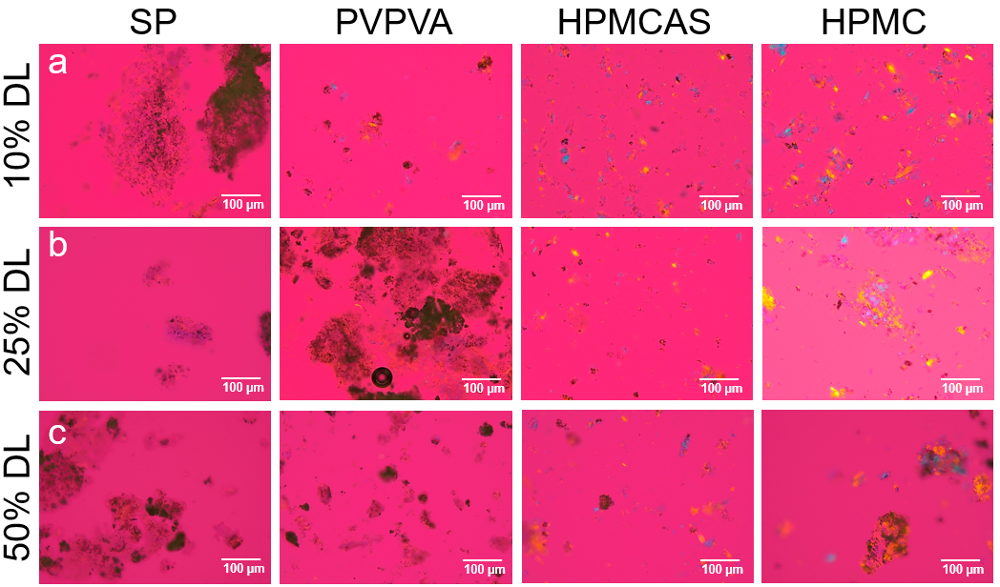 SP PVPVA HPMCAS HPMC
10% DL
a
100 µm 100 µm 100 µm 100 µm
25% DL
b
100 µm 100 µm 100 µm 100 µm
50% DL
c
100 µm 100 µm 100 µm 100 µm